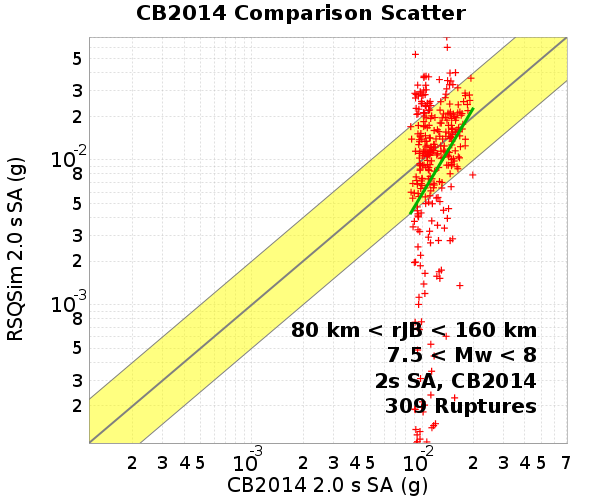 CB2014 Comparison Scatter
RSQSim 2.0 s SA (g)
5
3
2
10-2
8
5
3
2
10-3
8
5
3
2
80 km < rJB < 160 km
7.5 < Mw < 8
2s SA, CB2014
309 Ruptures
2 3 4 5 10-3 2 3 4 5 10-2 2 3 4 5 7
CB2014 2.0 s SA (g)